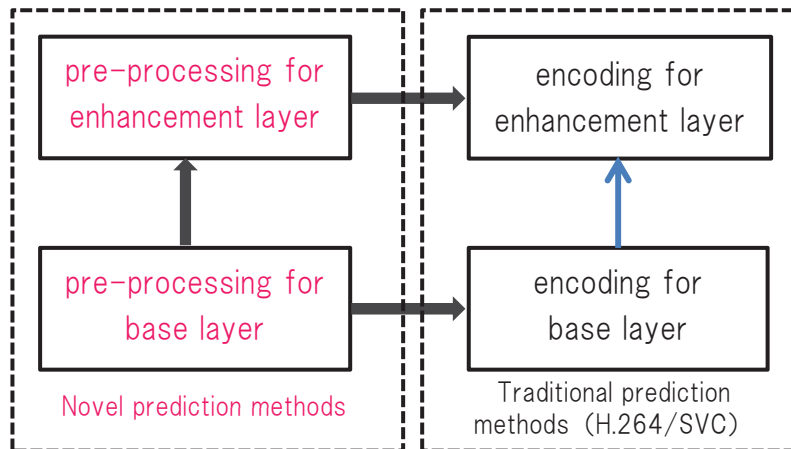 pre-processing for
enhancement layer
encoding for
enhancement layer
pre-processing for
base layer
encoding for
base layer
Novel prediction methods
Traditional prediction
methods (H.264/SVC)